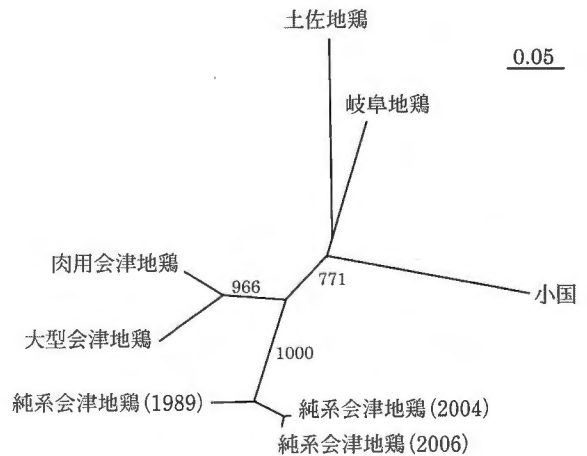 土佐地鶏
0.05
岐阜地鶏
肉用会津地鶏
966
771
小国
大型会津地鶏
1000
純系会津地鶏(1989)
純系会津地鶏(2004)
純系会津地鶏(2006)